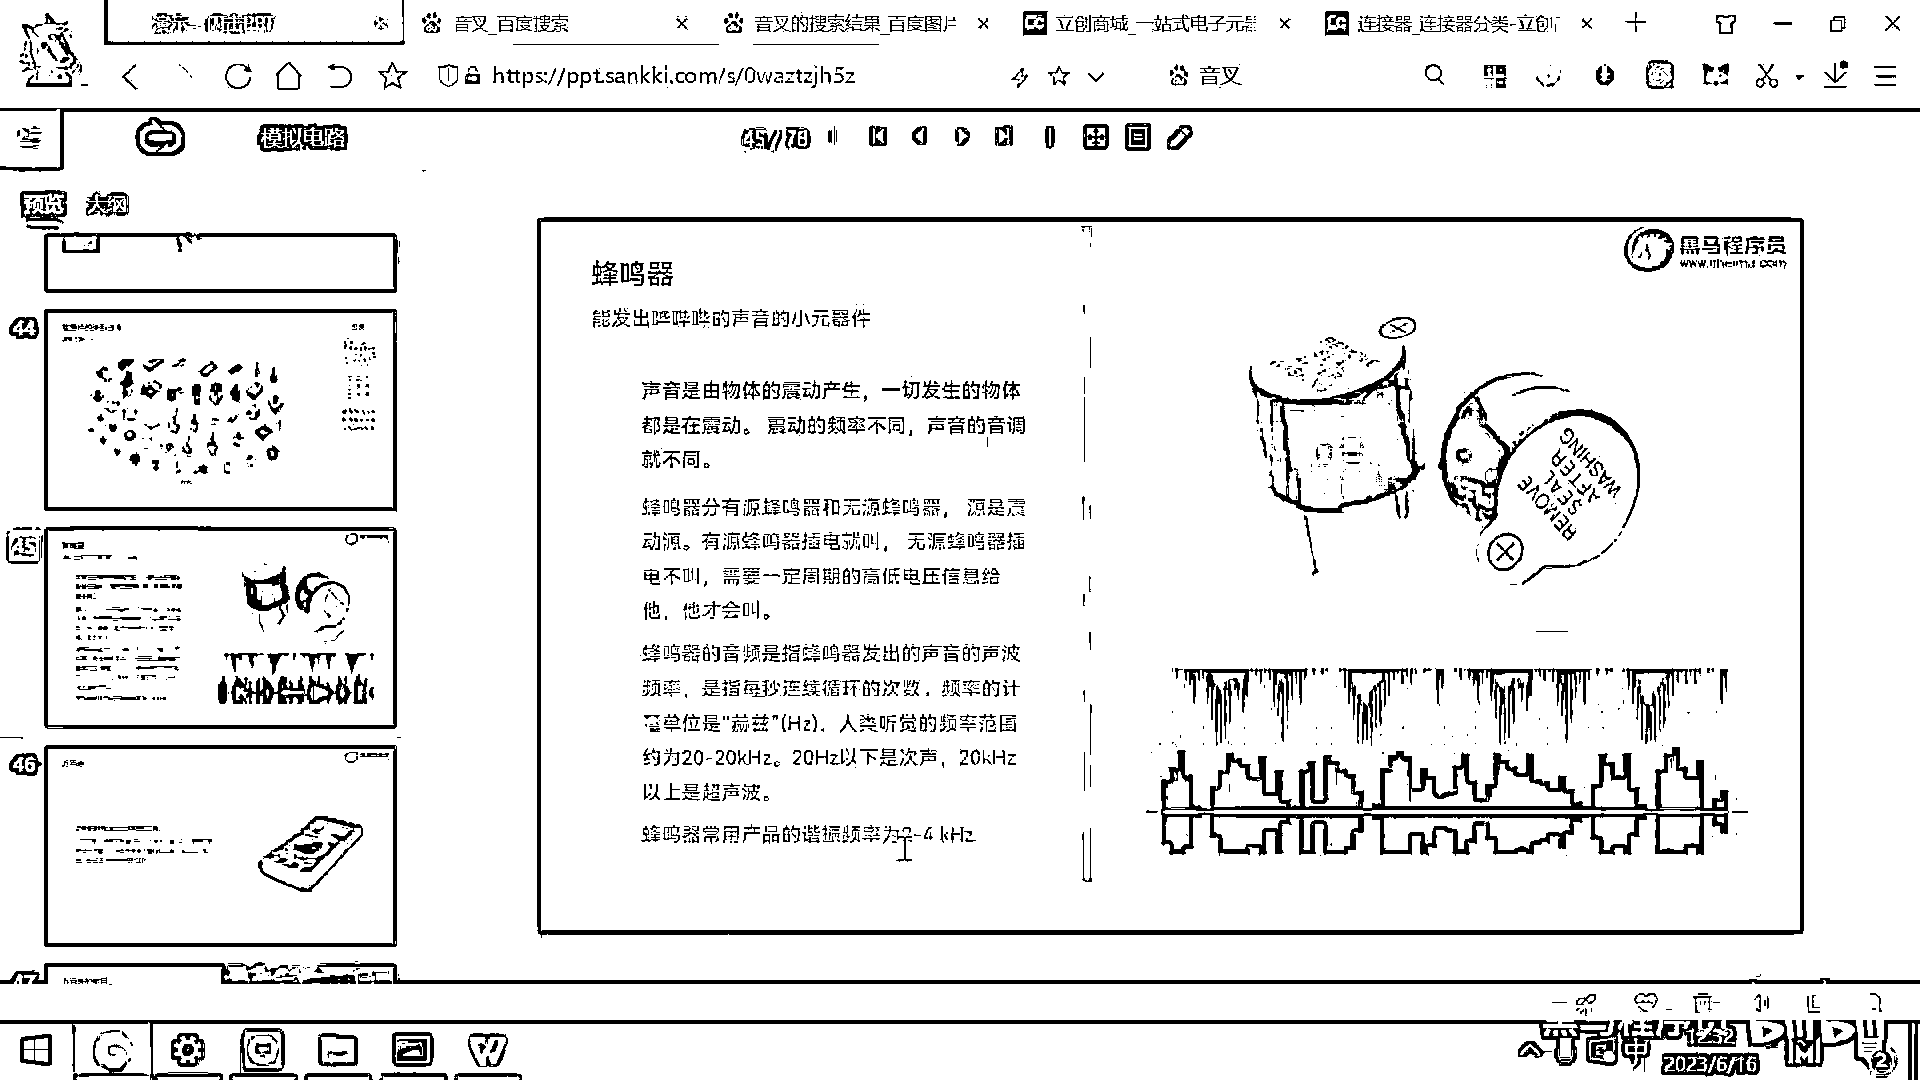 音叉_百度搜索
音叉的搜索结果_百度图片
立创商城_一站式电子元器
连接器_连接器分类-立创
https://ppt.sankki.com/s/0waztzjh5z
音叉
模拟电路
45/78
预览 大纲
44
45
46
47
黑马程序员
蜂鸣器
能发出哔哔哔的声音的小元器件
声音是由物体的震动产生，一切发生的物体
都是在震动。 震动的频率不同，声音的音调
就不同。
蜂鸣器分有源蜂鸣器和无源蜂鸣器， 源是震
动源。有源蜂鸣器插电就叫， 无源蜂鸣器插
电不叫，需要一定周期的高低电压信息给
他，他才会叫。
蜂鸣器的音频是指蜂鸣器发出的声音的声波
频率，是指每秒连续循环的次数．频率的计
量单位是“赫兹”(Hz)．人类听觉的频率范围
约为20-20kHz。20Hz以下是次声，20kHz
以上是超声波。
蜂鸣器常用产品的谐振频率为2-4 kHz
REMOVE
SEAL
AFTER
WASHING
中
12:32
2023/6/16
2